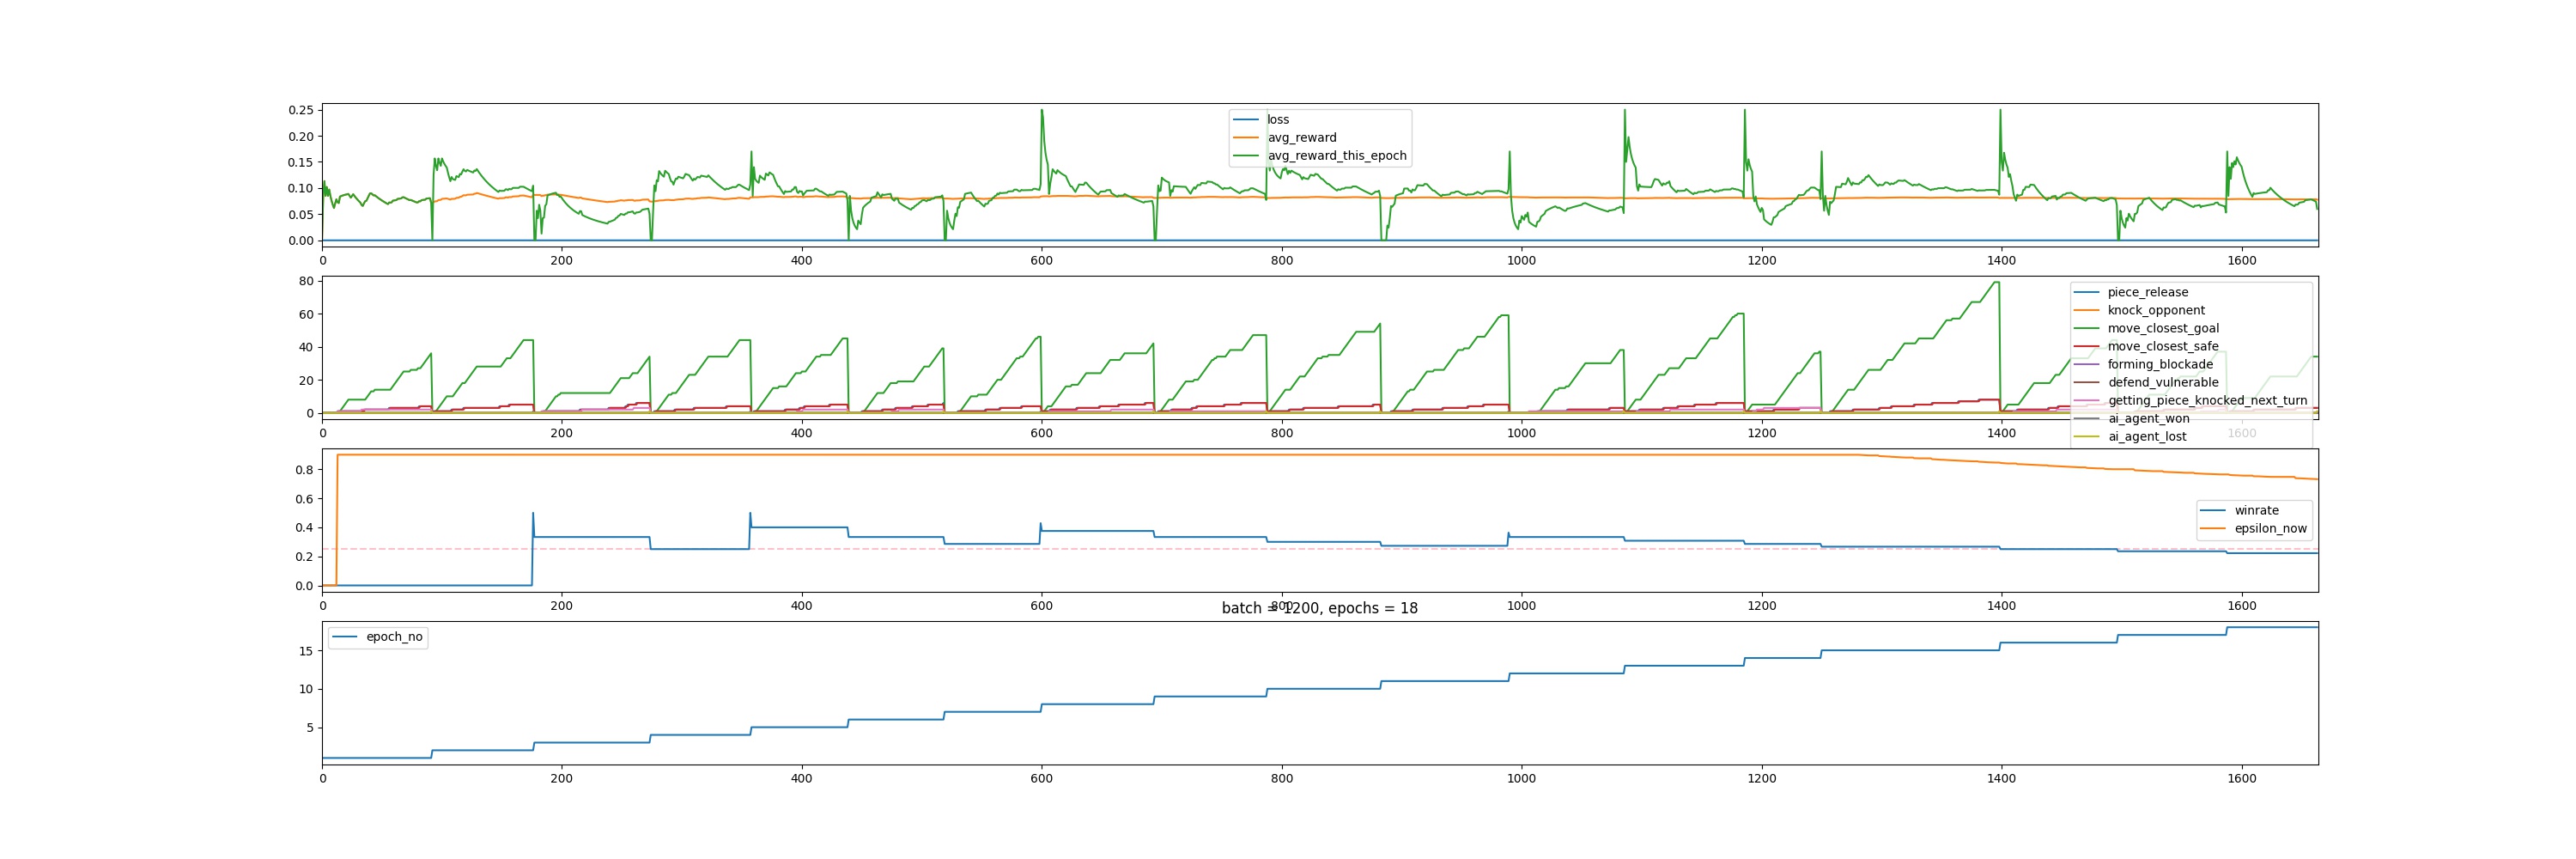 0.25
0.20
0.15
0.10
0.05
0.00
loss
avg_reward
avg_reward_this_epoch
0 200 400 600 800 1000 1200 1400 1600
80
60
40
20
0
piece_release
knock_opponent
move_closest_goal
move_closest_safe
forming_blockade
defend_vulnerable
getting_piece_knocked_next_turn
ai_agent_won
ai_agent_lost
0 200 400 600 800 1000 1200 1400 1600
0.8
0.6
0.4
0.2
0.0
winrate
epsilon_now
0 200 400 600 800 1000 1200 1400 1600
batch = 1200, epochs = 18
15
10
5
epoch_no
0 200 400 600 800 1000 1200 1400 1600